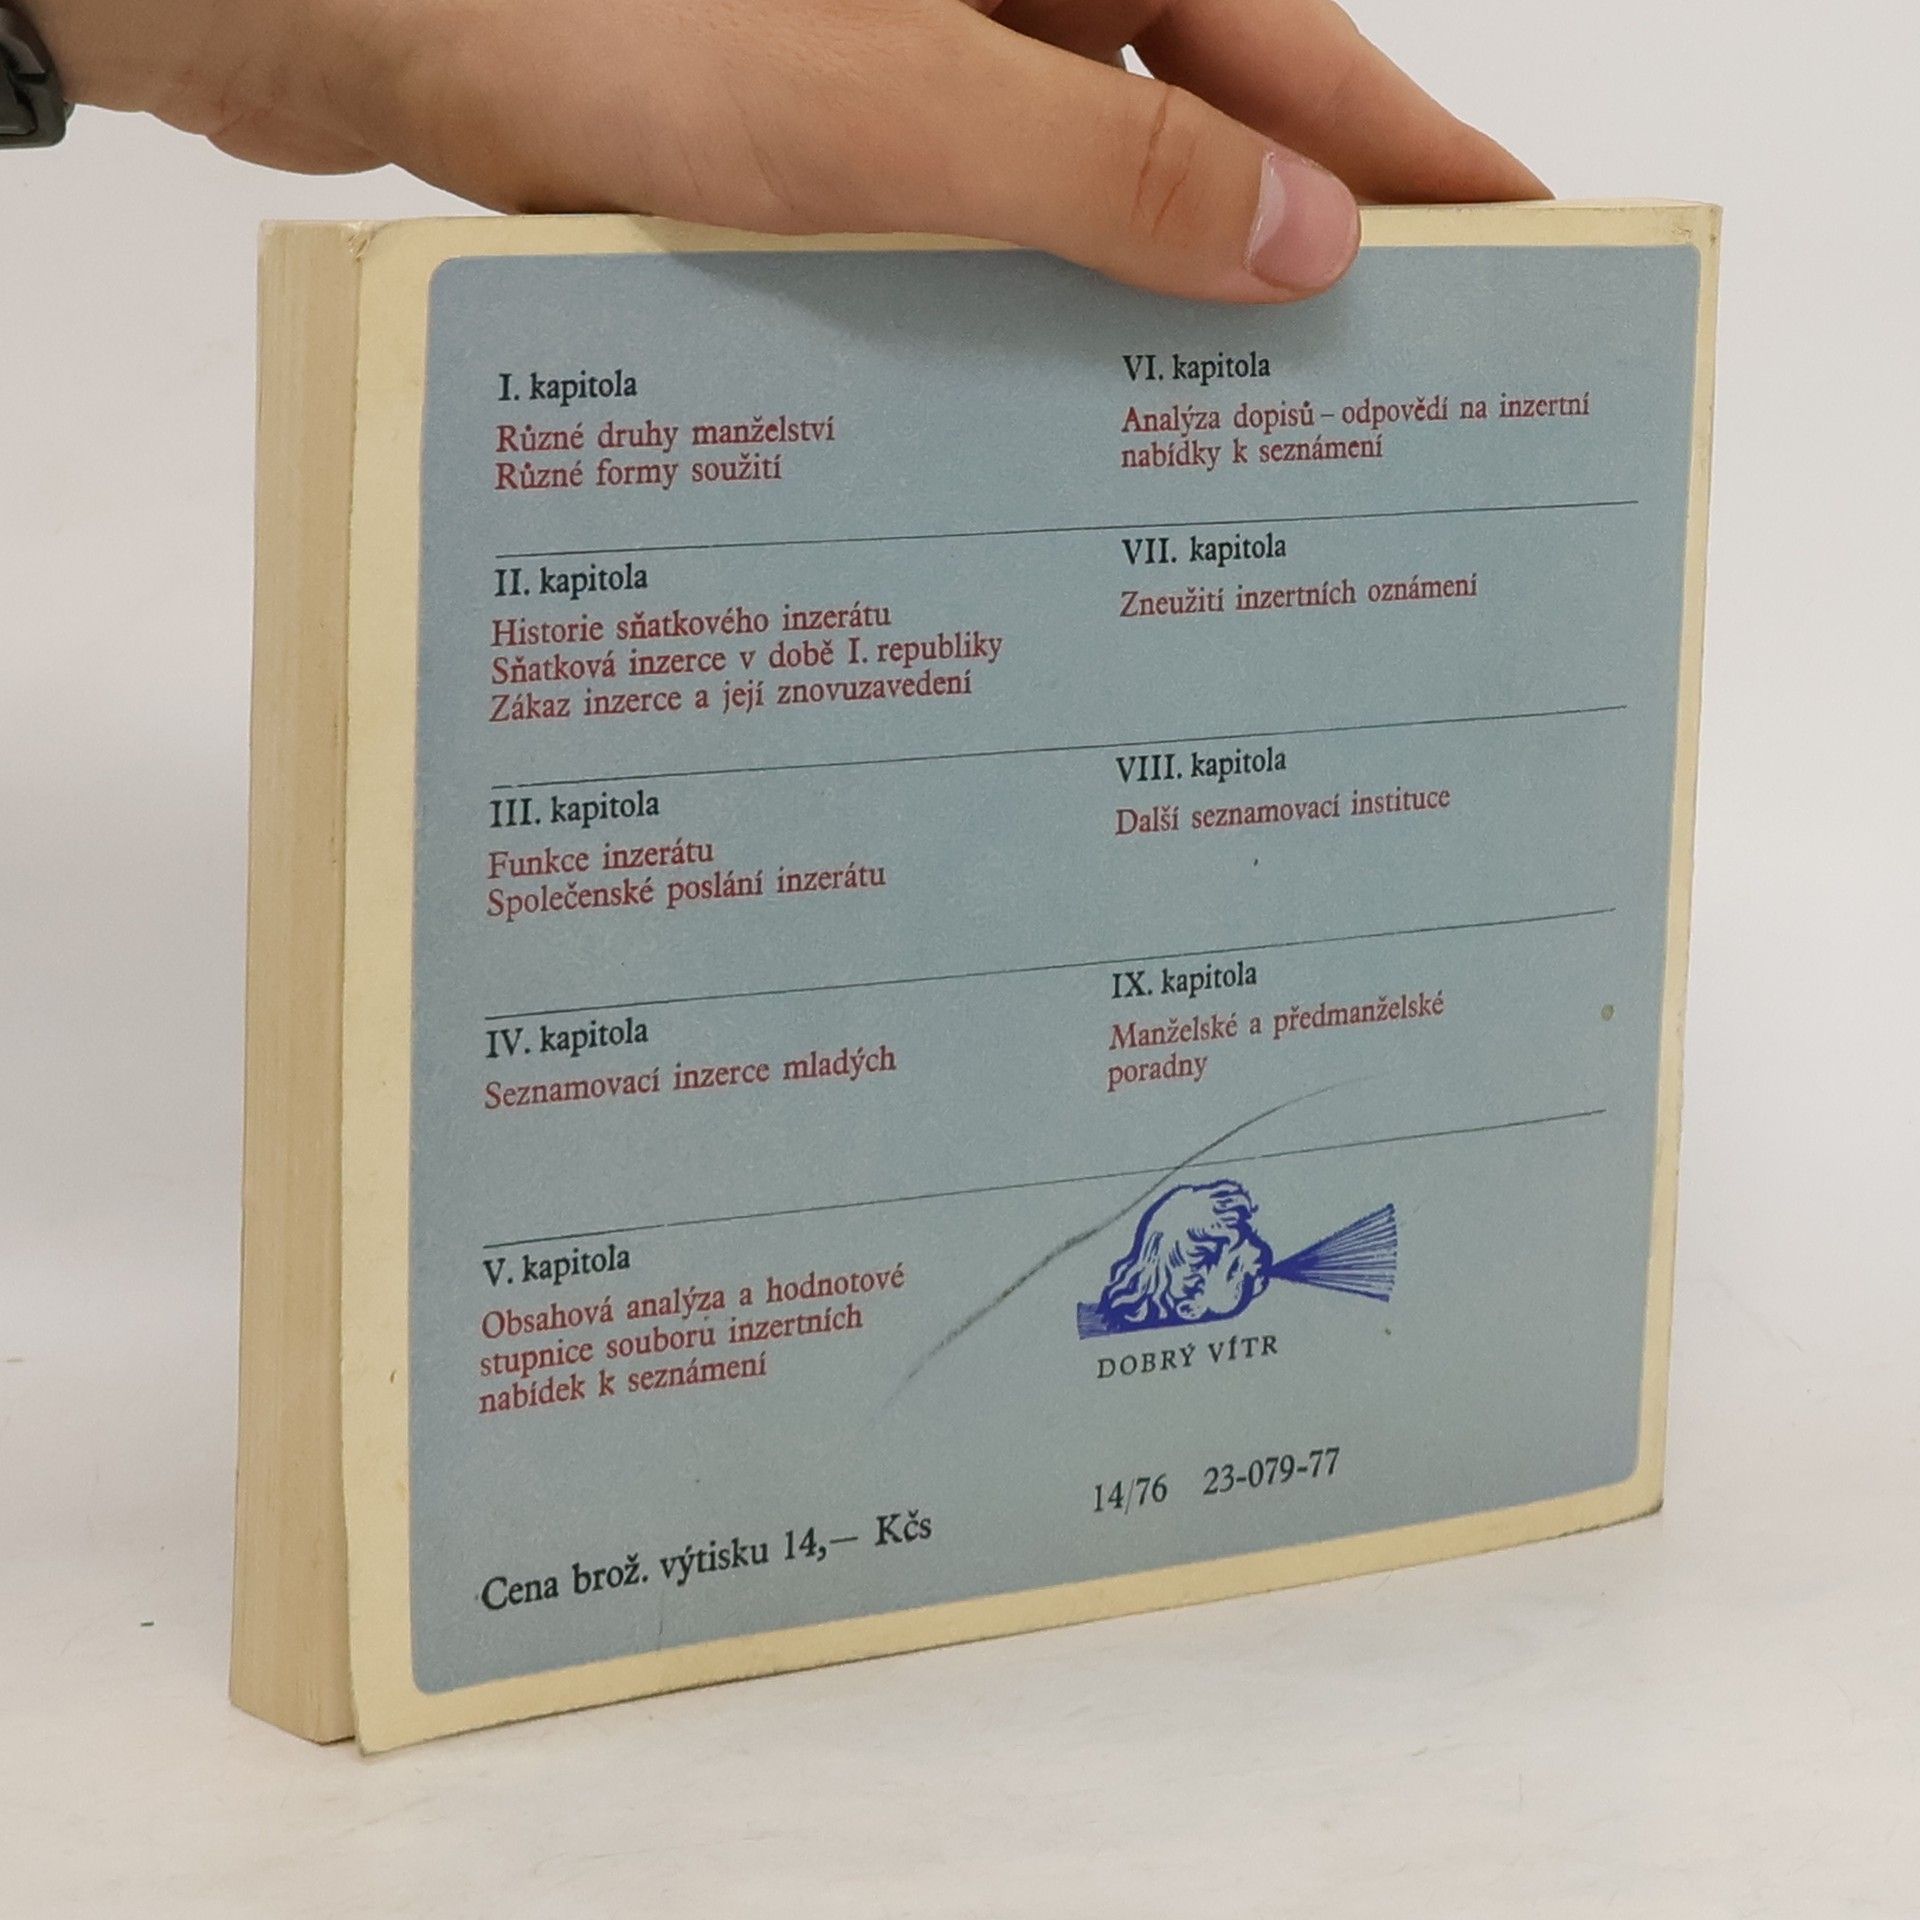 I. kapitola
Různé druhy manželství
Různé formy soužití
II. kapitola
Historie sňatkového inzerátu
Sňatková inzerce v době I. republiky
Zákaz inzerce a její znovuzavedení
III. kapitola
Funkce inzerátu
Společenské poslání inzerátu
IV. kapitola
Seznamovací inzerce mladých
V. kapitola
Obsahová analýza a hodnotové
stupnice souborů inzertních
nabídek k seznámení
VI. kapitola
Analýza dopisů – odpovědí na inzertní
nabídky k seznámení
VII. kapitola
Zneužití inzertních oznámení
VIII. kapitola
Další seznamovací instituce
IX. kapitola
Manželské a předmanželské
poradny
DOBRÝ VÍTR
14/76 23-079-77
Cena brož. výtisku 14,— Kčs